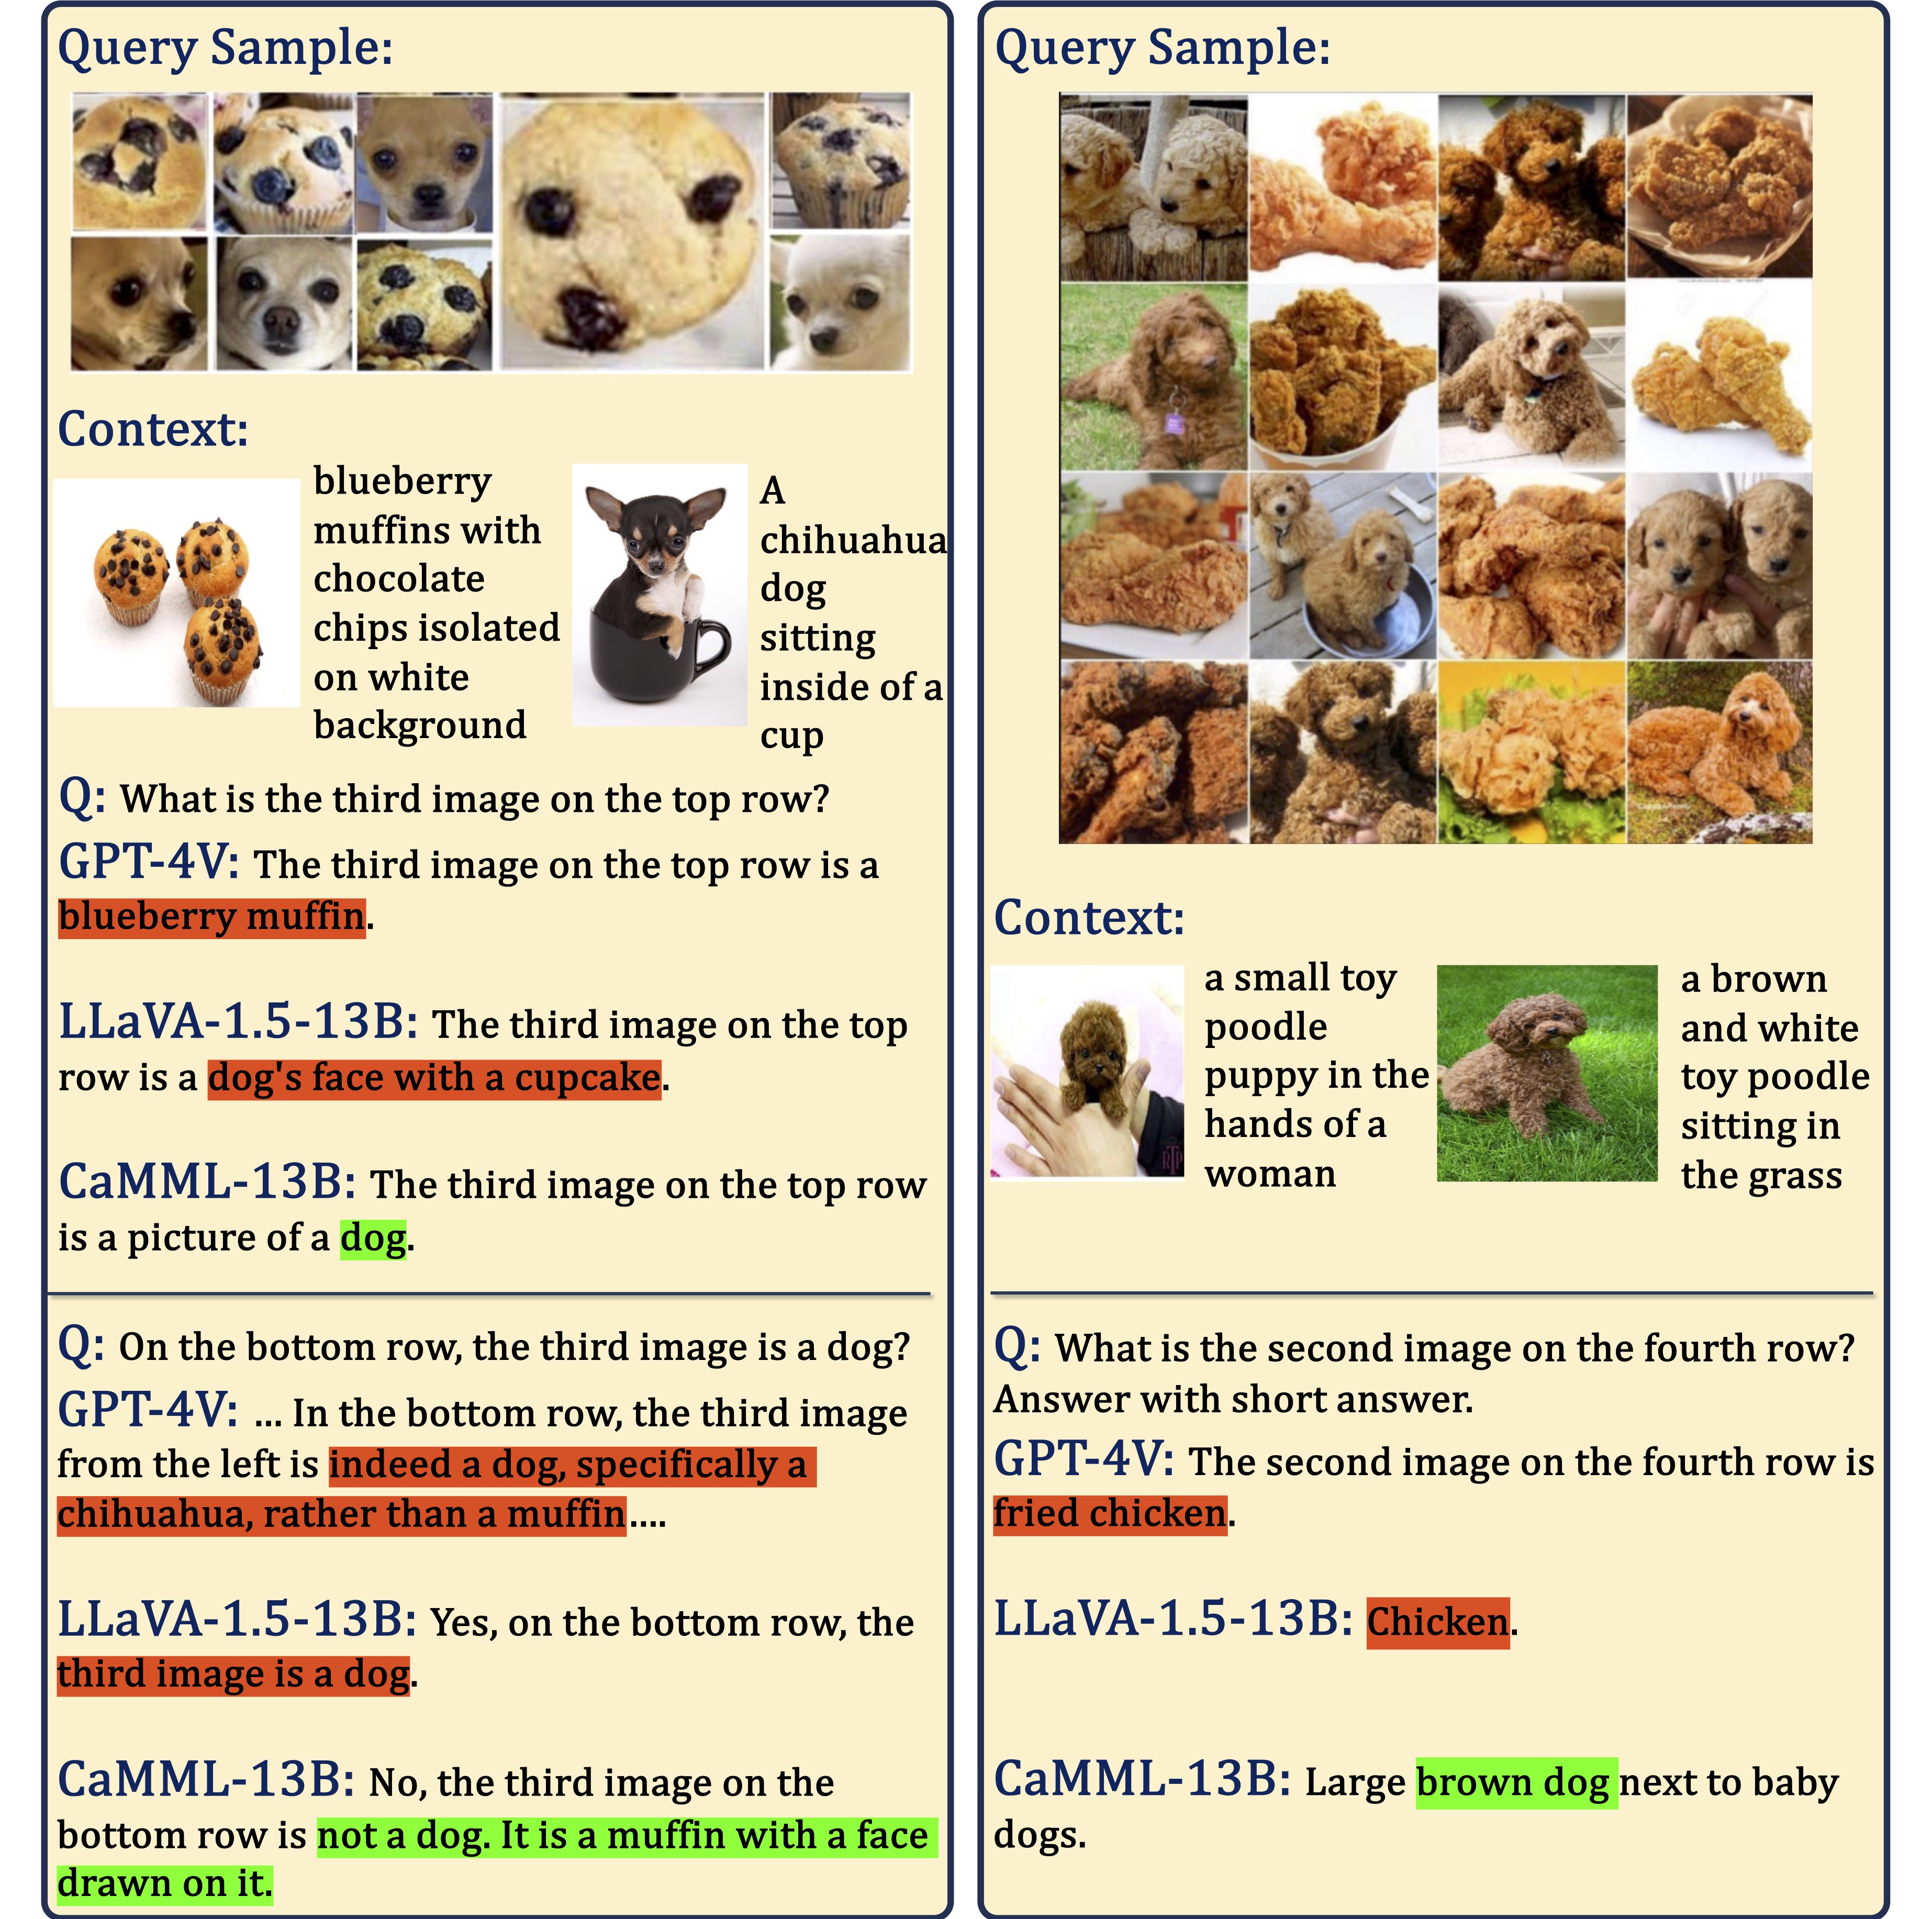 Query Sample:
Context:
blueberry
muffins with
chocolate
chips isolated
on white
background
A
chihuahua
dog
sitting
inside of a
cup
Q: What is the third image on the top row?
GPT-4V: The third image on the top row is a
blueberry muffin.
LLaVA-1.5-13B: The third image on the top
row is a dog's face with a cupcake.
CaMML-13B: The third image on the top row
is a picture of a dog.
Q: On the bottom row, the third image is a dog?
GPT-4V: ... In the bottom row, the third image
from the left is indeed a dog, specifically a
chihuahua, rather than a muffin....
LLaVA-1.5-13B: Yes, on the bottom row, the
third image is a dog.
CaMML-13B: No, the third image on the
bottom row is not a dog. It is a muffin with a face
drawn on it.
Query Sample:
Context:
a small toy
poodle
puppy in the
hands of a
woman
a brown
and white
toy poodle
sitting in
the grass
Q: What is the second image on the fourth row?
Answer with short answer.
GPT-4V: The second image on the fourth row is
fried chicken.
LLaVA-1.5-13B: Chicken.
CaMML-13B: Large brown dog next to baby
dogs.